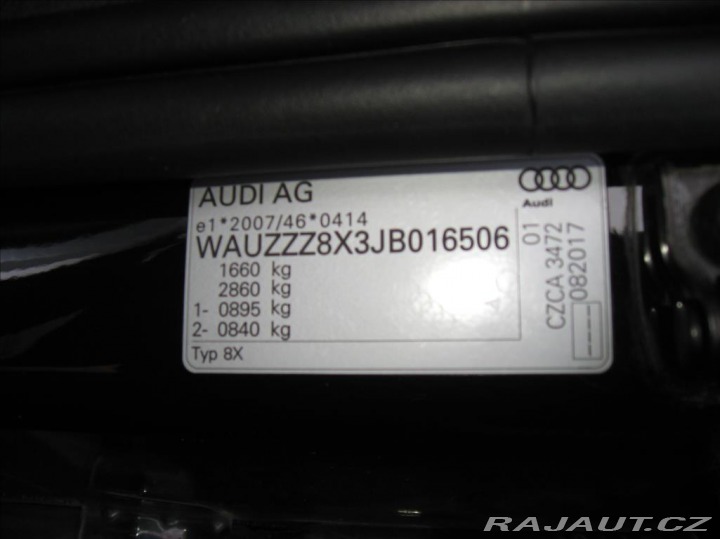 AUDI AG
Audi
e1*2007/46*0414
WAUZZZ8X3JB016506
1660 kg
2860 kg
1- 0895 kg
2- 0840 kg
Typ 8X
01
CZCA 3472
082017
RAJAUT.CZ